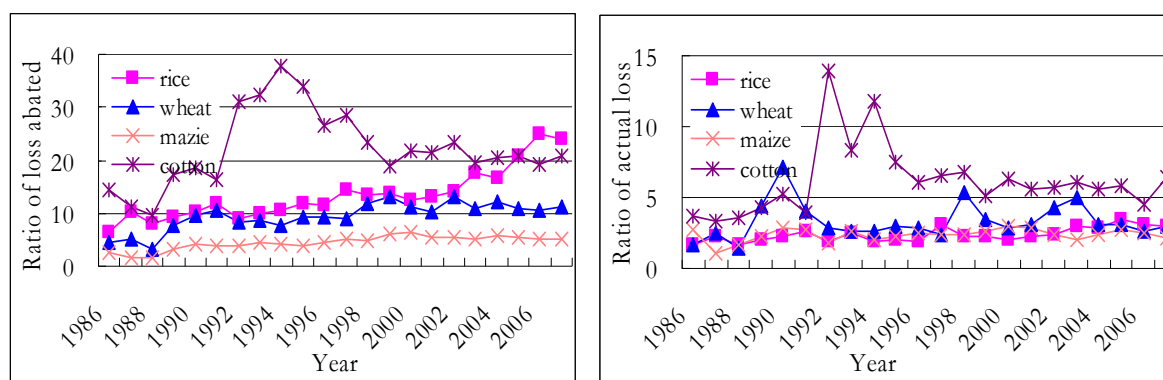 Ratio of loss abated
40
30
20
10
0
rice
wheat
mazie
cotton
1986
1988
1990
1992
1994
1996
1998
2000
2002
2004
2006
Year
Ratio of actual loss
15
10
5
0
rice
wheat
maize
cotton
1986
1988
1990
1992
1994
1996
1998
2000
2002
2004
2006
Year